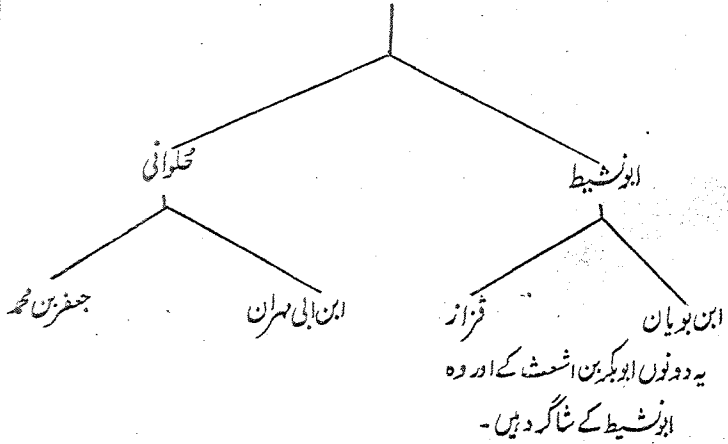 ابونشیط
حُلوانی
ابن بویان
قزاز
ابن ابی مہران
جعفر بن محمد
یہ دونوں ابوبکر بن اشعث کے اور وہ
ابونشیط کے شاگرد ہیں۔